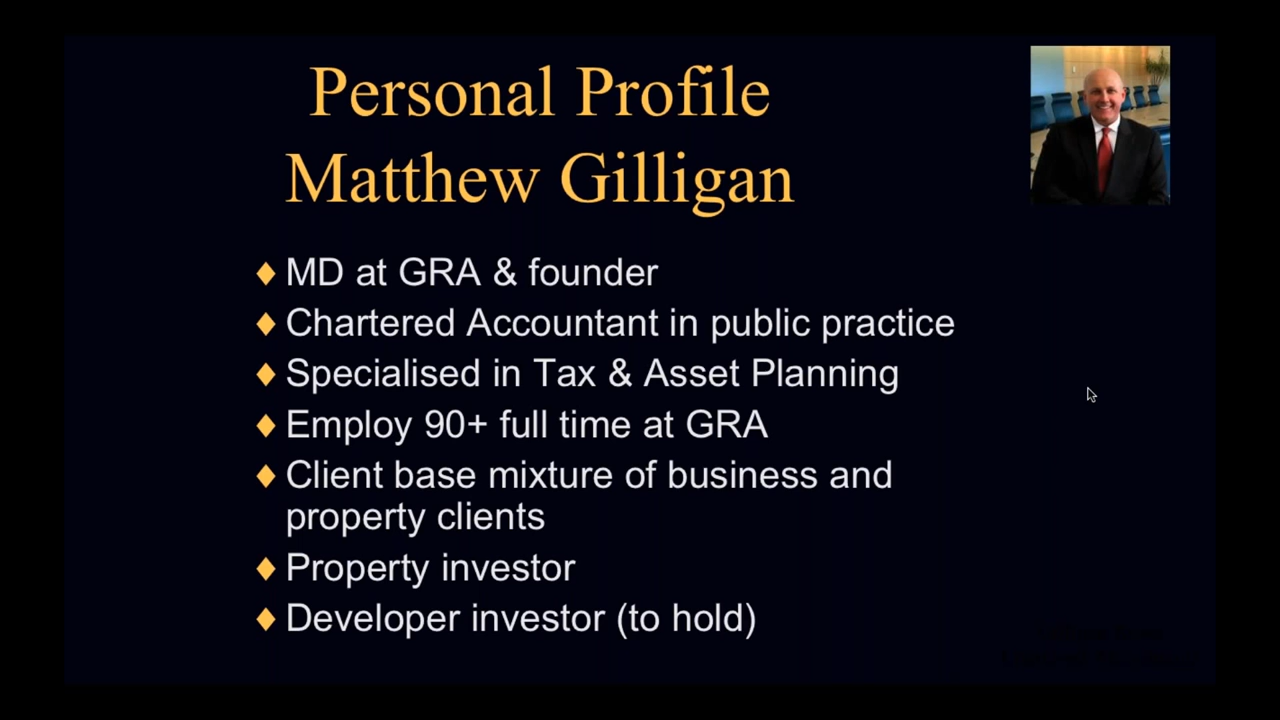 Personal Profile
Matthew Gilligan
MD at GRA & founder
Chartered Accountant in public practice
Specialised in Tax & Asset Planning
Employ 90+ full time at GRA
Client base mixture of business and
property clients
Property investor
Developer investor (to hold)